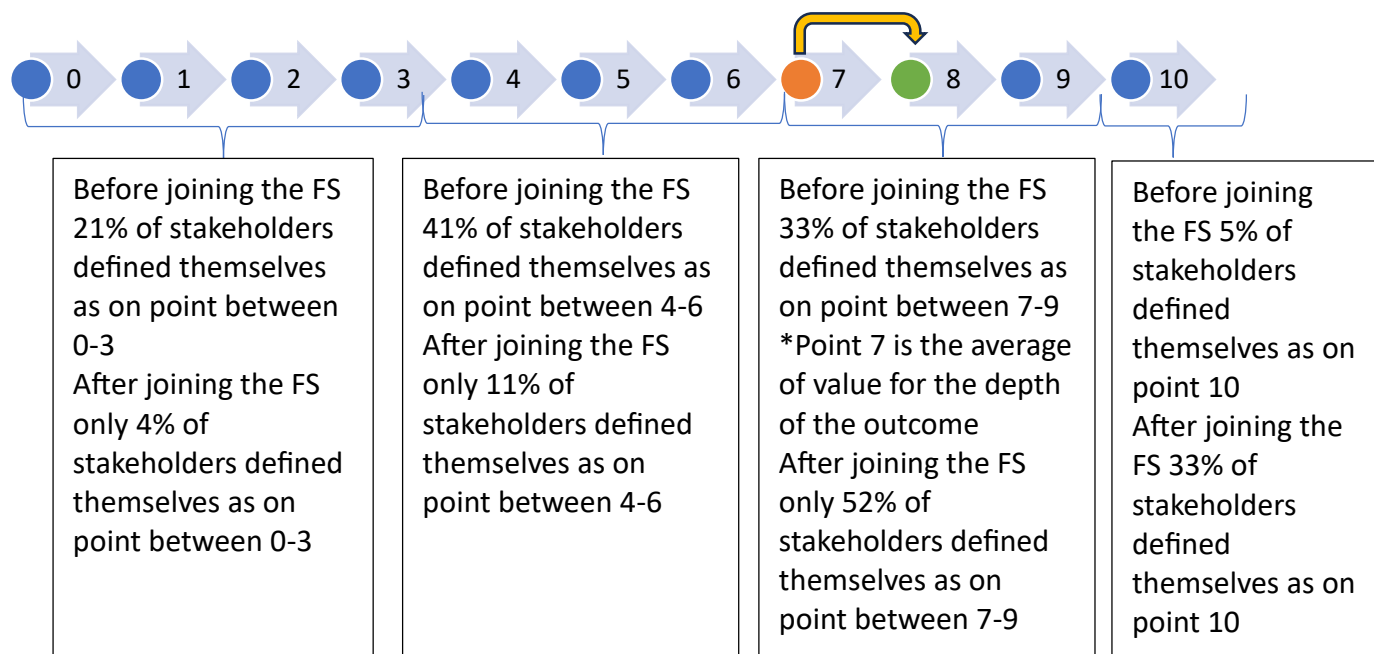 0 1 2 3 4 5 6 7 8 9 10
Before joining the FS
21% of stakeholders
defined themselves
as on point between
0-3
After joining the FS
only 4% of
stakeholders defined
themselves as on
point between 0-3
Before joining the FS
41% of stakeholders
defined themselves as
on point between 4-6
After joining the FS
only 11% of
stakeholders defined
themselves as on
point between 4-6
Before joining the FS
33% of stakeholders
defined themselves as
on point between 7-9
*Point 7 is the average
of value for the depth
of the outcome
After joining the FS
only 52% of
stakeholders defined
themselves as on
point between 7-9
Before joining
the FS 5% of
stakeholders
defined
themselves as on
point 10
After joining the
FS 33% of
stakeholders
defined
themselves as on
point 10